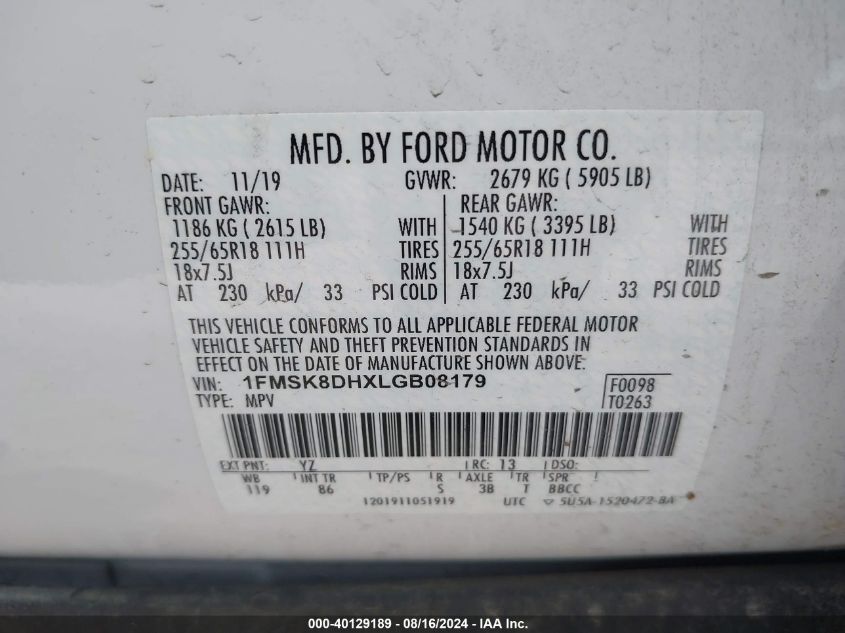 MFD. BY FORD MOTOR CO.
DATE: 11/19 GVWR: 2679 KG ( 5905 LB)
FRONT GAWR: REAR GAWR:
1186 KG ( 2615 LB) WITH 1540 KG ( 3395 LB) WITH
255/65R18 111H TIRES 255/65R18 111H TIRES
18x7.5J RIMS 18x7.5J RIMS
AT 230 kPa/ 33 PSI COLD AT 230 kPa/ 33 PSI COLD
THIS VEHICLE CONFORMS TO ALL APPLICABLE FEDERAL MOTOR
VEHICLE SAFETY AND THEFT PREVENTION STANDARDS IN
EFFECT ON THE DATE OF MANUFACTURE SHOWN ABOVE.
VIN: 1FMSK8DHXLGB08179 F0098
TYPE: MPV T0263
EXT PNT: YZ RC: 13 DSO:
WB INT TR TP/PS R AXLE TR SPR
119 86 S 3B T BBCC
1201911051919 UTC 5U5A-1520472-BA
000-40129189 - 08/16/2024 - IAA Inc.